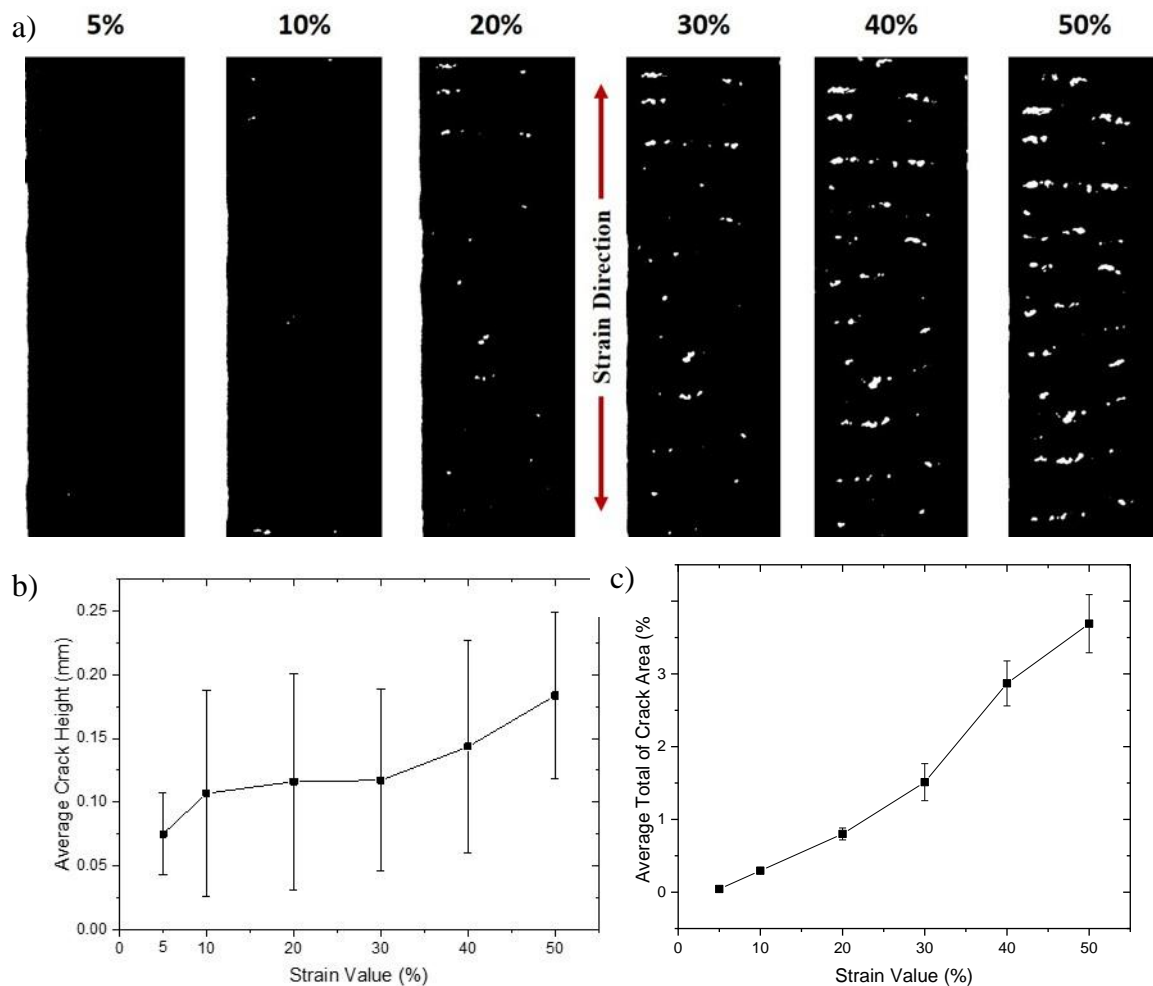 a)
5% 10% 20% 30% 40% 50%
Strain Direction
b)
Average Crack Height (mm)
0.25
0.20
0.15
0.10
0.05
0.00
0 5 10 20 30 40 50
Strain Value (%)
c)
Average Total of Crack Area (%
3
2
1
0
0 10 20 30 40 50
Strain Value (%)